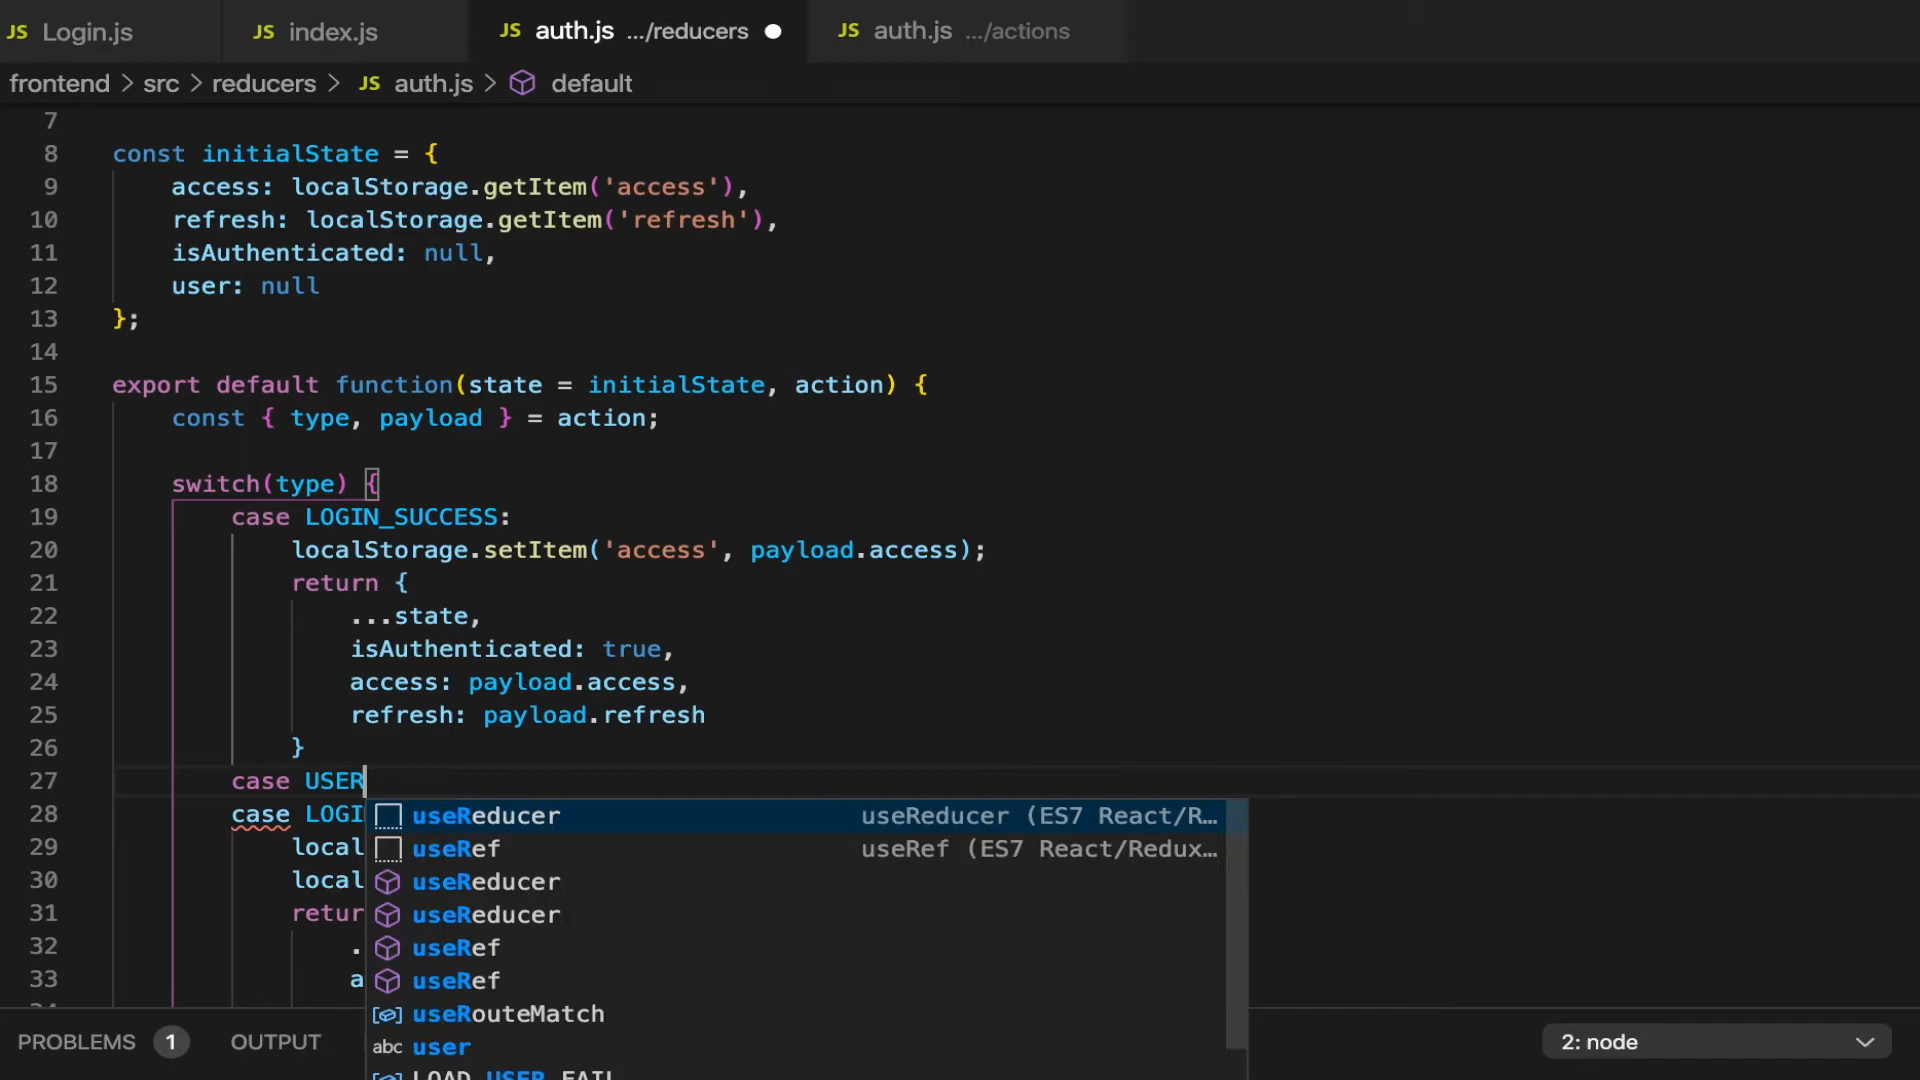 JS Login.js
JS index.js
JS auth.js .../reducers
JS auth.js .../actions
frontend > src > reducers > JS auth.js > default
7
8 const initialState = {
9 access: localStorage.getItem('access'),
10 refresh: localStorage.getItem('refresh'),
11 isAuthenticated: null,
12 user: null
13 };
14
15 export default function(state = initialState, action) {
16 const { type, payload } = action;
17
18 switch(type) {
19 case LOGIN_SUCCESS:
20 localStorage.setItem('access', payload.access);
21 return {
22 ...state,
23 isAuthenticated: true,
24 access: payload.access,
25 refresh: payload.refresh
26 }
27 case USER
28 case LOGI
29 local
30 local
31 retur
32 .
33 a
useReducer useReducer (ES7 React/R...
useRef useRef (ES7 React/Redux...
useReducer
useReducer
useRef
useRef
useRouteMatch
abc user
LOAD_USER_FAIL
PROBLEMS 1 OUTPUT
2: node